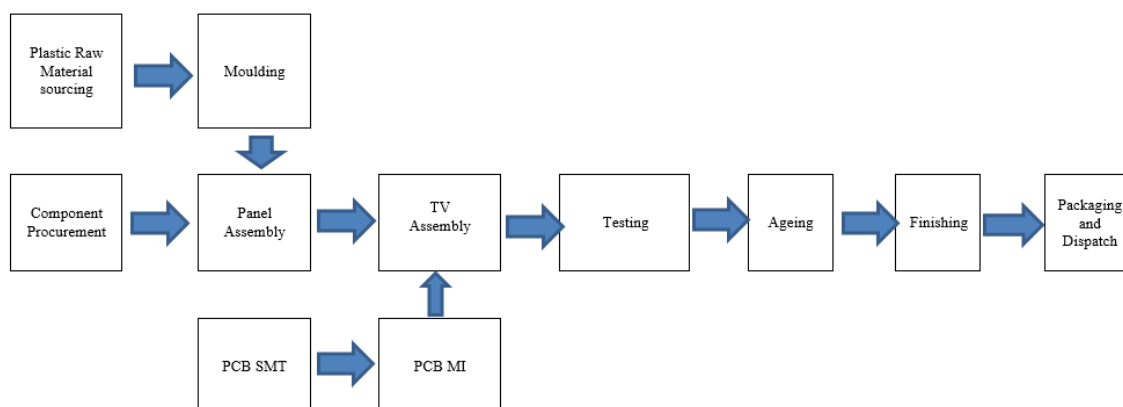 Plastic Raw
Material
sourcing
Moulding
Component
Procurement
Panel
Assembly
TV
Assembly
Testing
Ageing
Finishing
Packaging
and
Dispatch
PCB SMT
PCB MI